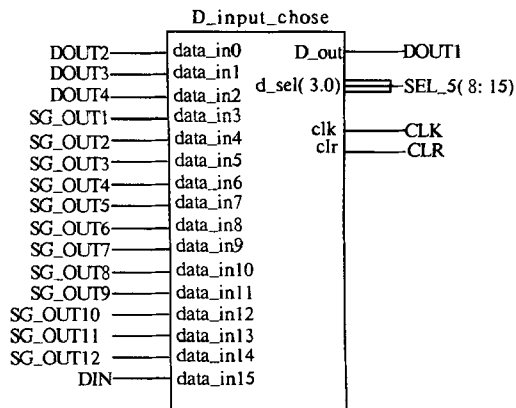 D_input_chose
DOUT2 data_in0 D_out DOUT1
DOUT3 data_in1
DOUT4 data_in2 d_sel( 3.0) SEL_5( 8: 15)
SG_OUT1 data_in3
SG_OUT2 data_in4 clk CLK
SG_OUT3 data_in5 clr CLR
SG_OUT4 data_in6
SG_OUT5 data_in7
SG_OUT6 data_in8
SG_OUT7 data_in9
SG_OUT8 data_in10
SG_OUT9 data_in11
SG_OUT10 data_in12
SG_OUT11 data_in13
SG_OUT12 data_in14
DIN data_in15